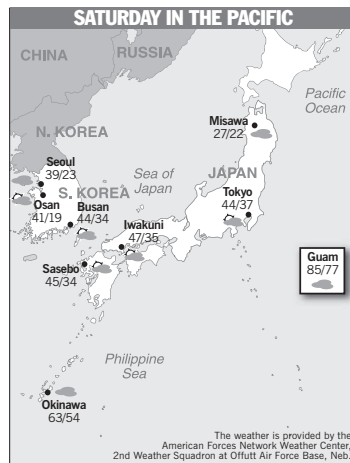 SATURDAY IN THE PACIFIC
CHINA
RUSSIA
Pacific
Ocean
N. KOREA
Misawa
27/22
Seoul
39/23
Sea of
Japan
JAPAN
S. KOREA
Osan
41/19
Busan
44/34
Tokyo
44/37
Iwakuni
47/35
Guam
85/77
Sasebo
45/34
Philippine
Sea
Okinawa
63/54
The weather is provided by the
American Forces Network Weather Center,
2nd Weather Squadron at Offutt Air Force Base, Neb.